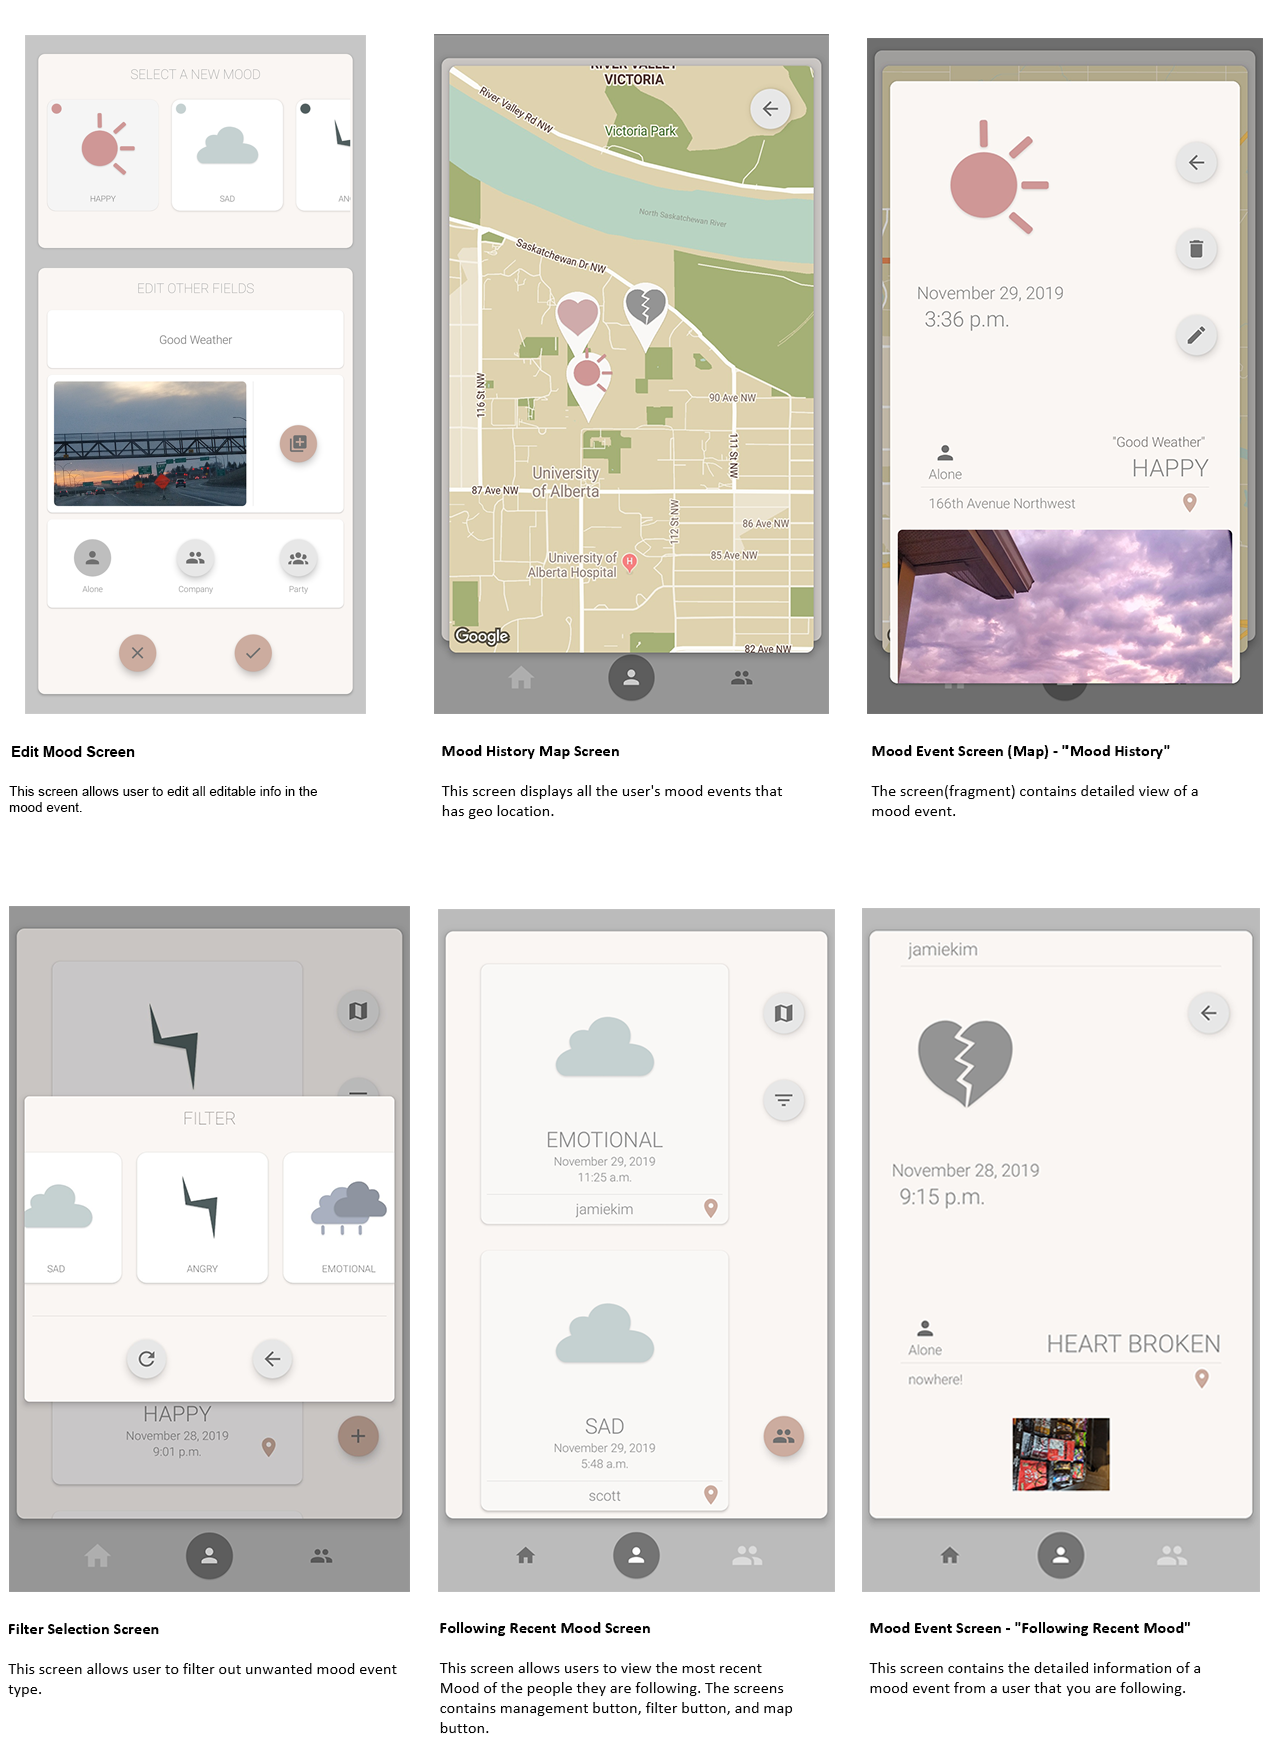 SELECT A NEW MOOD
HAPPY
SAD
AN
EDIT OTHER FIELDS
Good Weather
Alone
Company
Party
Edit Mood Screen
This screen allows user to edit all editable info in the
mood event.
RIVER VALLEY
VICTORIA
River Valley Rd NW
Victoria Park
North Saskatchewan River
Saskatchewan Dr NW
116 St NW
90 Ave NW
111 St NW
University
of Alberta
87 Ave NW
112 St NW
86 Ave NW
University of
Alberta Hospital
H
85 Ave NW
Google
82 Ave NW
Mood History Map Screen
This screen displays all the user's mood events that
has geo location.
November 29, 2019
3:36 p.m.
"Good Weather"
Alone
HAPPY
166th Avenue Northwest
Mood Event Screen (Map) - "Mood History"
The screen(fragment) contains detailed view of a
mood event.
FILTER
SAD
ANGRY
EMOTIONAL
HAPPY
November 28, 2019
9:01 p.m.
Filter Selection Screen
This screen allows user to filter out unwanted mood event
type.
EMOTIONAL
November 29, 2019
11:25 a.m.
jamiekim
SAD
November 29, 2019
5:48 a.m.
scott
Following Recent Mood Screen
This screen allows users to view the most recent
Mood of the people they are following. The screens
contains management button, filter button, and map
button.
jamiekim
November 28, 2019
9:15 p.m.
Alone
HEART BROKEN
nowhere!
Mood Event Screen - "Following Recent Mood"
This screen contains the detailed information of a
mood event from a user that you are following.